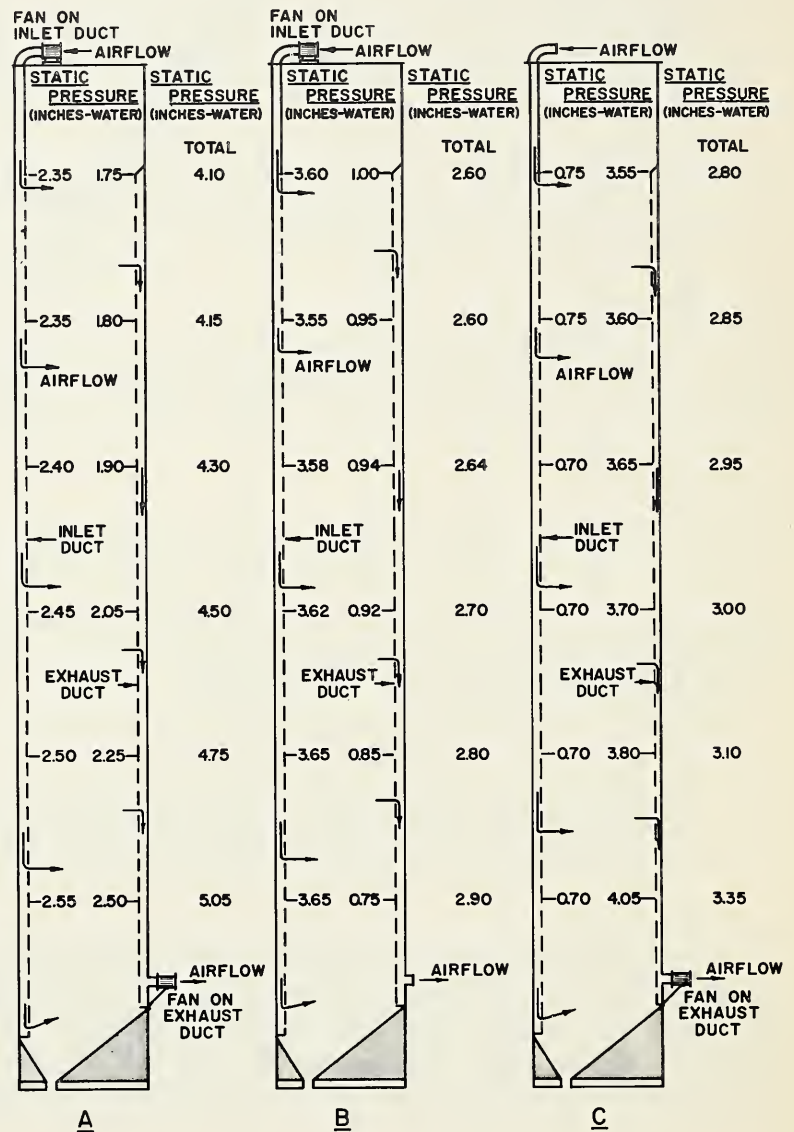 FAN ON
INLET DUCT
AIRFLOW
STATIC
PRESSURE
(INCHES-WATER)
STATIC
PRESSURE
(INCHES-WATER)
TOTAL
2.35 1.75 4.10
2.35 1.80 4.15
AIRFLOW
2.40 1.90 4.30
INLET
DUCT
2.45 2.05 4.50
EXHAUST
DUCT
2.50 2.25 4.75
2.55 2.50 5.05
AIRFLOW
FAN ON
EXHAUST
DUCT
A
FAN ON
INLET DUCT
AIRFLOW
STATIC
PRESSURE
(INCHES-WATER)
STATIC
PRESSURE
(INCHES-WATER)
TOTAL
3.60 1.00 2.60
3.55 0.95 2.60
AIRFLOW
3.58 0.94 2.64
INLET
DUCT
3.62 0.92 2.70
EXHAUST
DUCT
3.65 0.85 2.80
3.65 0.75 2.90
AIRFLOW
B
AIRFLOW
STATIC
PRESSURE
(INCHES-WATER)
STATIC
PRESSURE
(INCHES-WATER)
TOTAL
0.75 3.55 2.80
0.75 3.60 2.85
AIRFLOW
0.70 3.65 2.95
INLET
DUCT
0.70 3.70 3.00
EXHAUST
DUCT
0.70 3.80 3.10
0.70 4.05 3.35
AIRFLOW
FAN ON
EXHAUST
DUCT
C